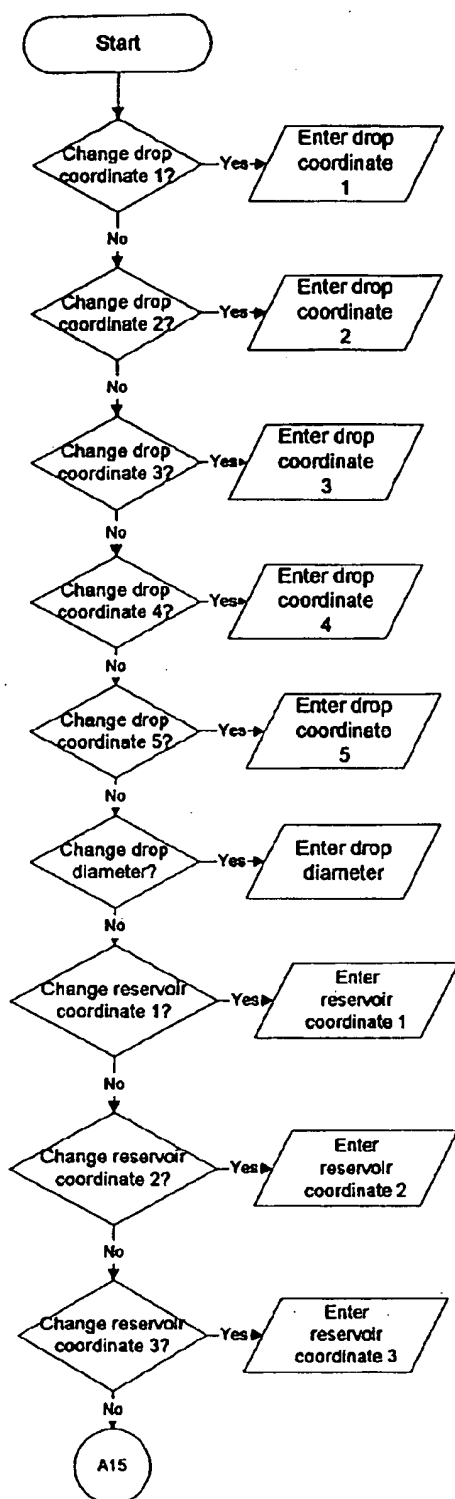 Start
Change drop
coordinate 1?
Yes
Enter drop
coordinate
1
No
Change drop
coordinate 2?
Yes
Enter drop
coordinate
2
No
Change drop
coordinate 3?
Yes
Enter drop
coordinate
3
No
Change drop
coordinate 4?
Yes
Enter drop
coordinate
4
No
Change drop
coordinate 5?
Yes
Enter drop
coordinate
5
No
Change drop
diameter?
Yes
Enter drop
diameter
No
Change reservoir
coordinate 1?
Yes
Enter
reservoir
coordinate 1
No
Change reservoir
coordinate 2?
Yes
Enter
reservoir
coordinate 2
No
Change reservoir
coordinate 3?
Yes
Enter
reservoir
coordinate 3
No
A15